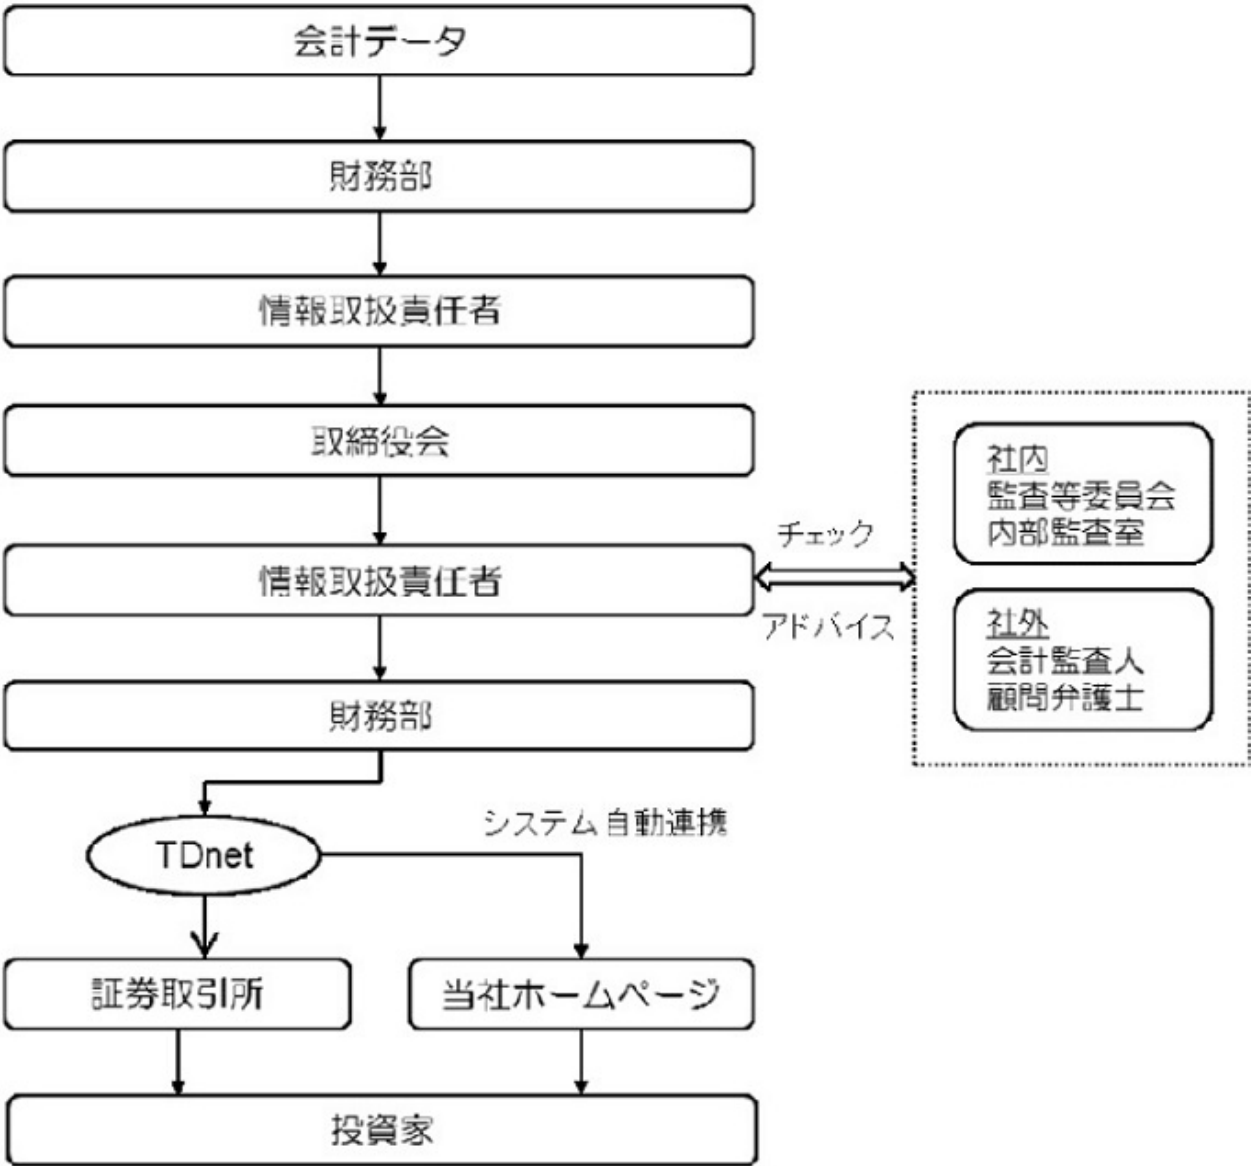 会計データ
財務部
情報取扱責任者
取締役会
情報取扱責任者
チェック
アドバイス
社内
監査等委員会
内部監査室
社外
会計監査人
顧問弁護士
財務部
TDnet
システム自動連携
証券取引所
当社ホームページ
投資家